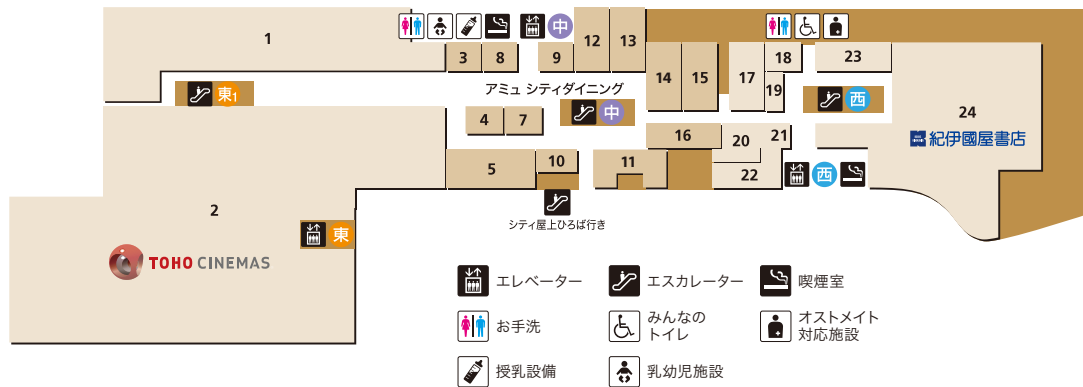 1
中
12
13
3
8
9
18
23
東1
アミュ シティダイニング
14
15
17
19
西
24
中
4
7
16
20
21
紀伊國屋書店
5
10
11
22
西
2
シティ屋上ひろば行き
東
TOHO CINEMAS
エレベーター
エスカレーター
喫煙室
お手洗
みんなの
トイレ
オストメイト
対応施設
授乳設備
乳幼児施設